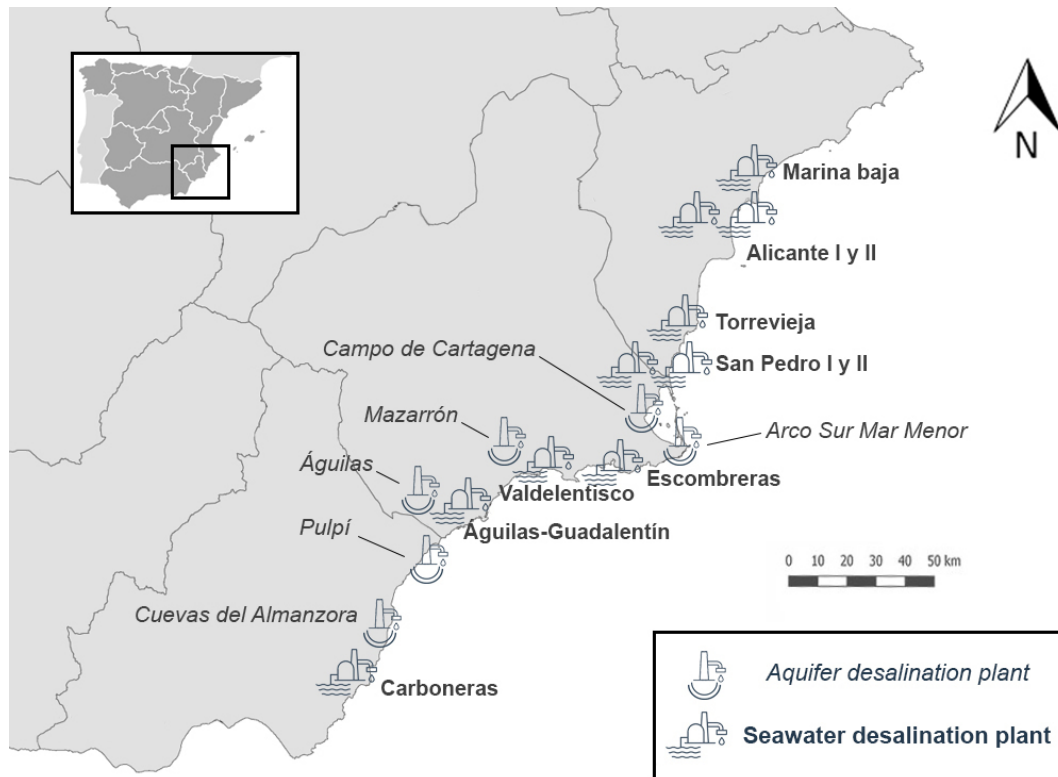 N
Marina baja
Alicante I y II
Torrevieja
Campo de Cartagena
San Pedro I y II
Mazarrón
Arco Sur Mar Menor
Águilas
Escombreras
Valdelentisco
Pulpí
Águilas-Guadalentín
0 10 20 30 40 50 km
Cuevas del Almanzora
Carboneras
Aquifer desalination plant
Seawater desalination plant